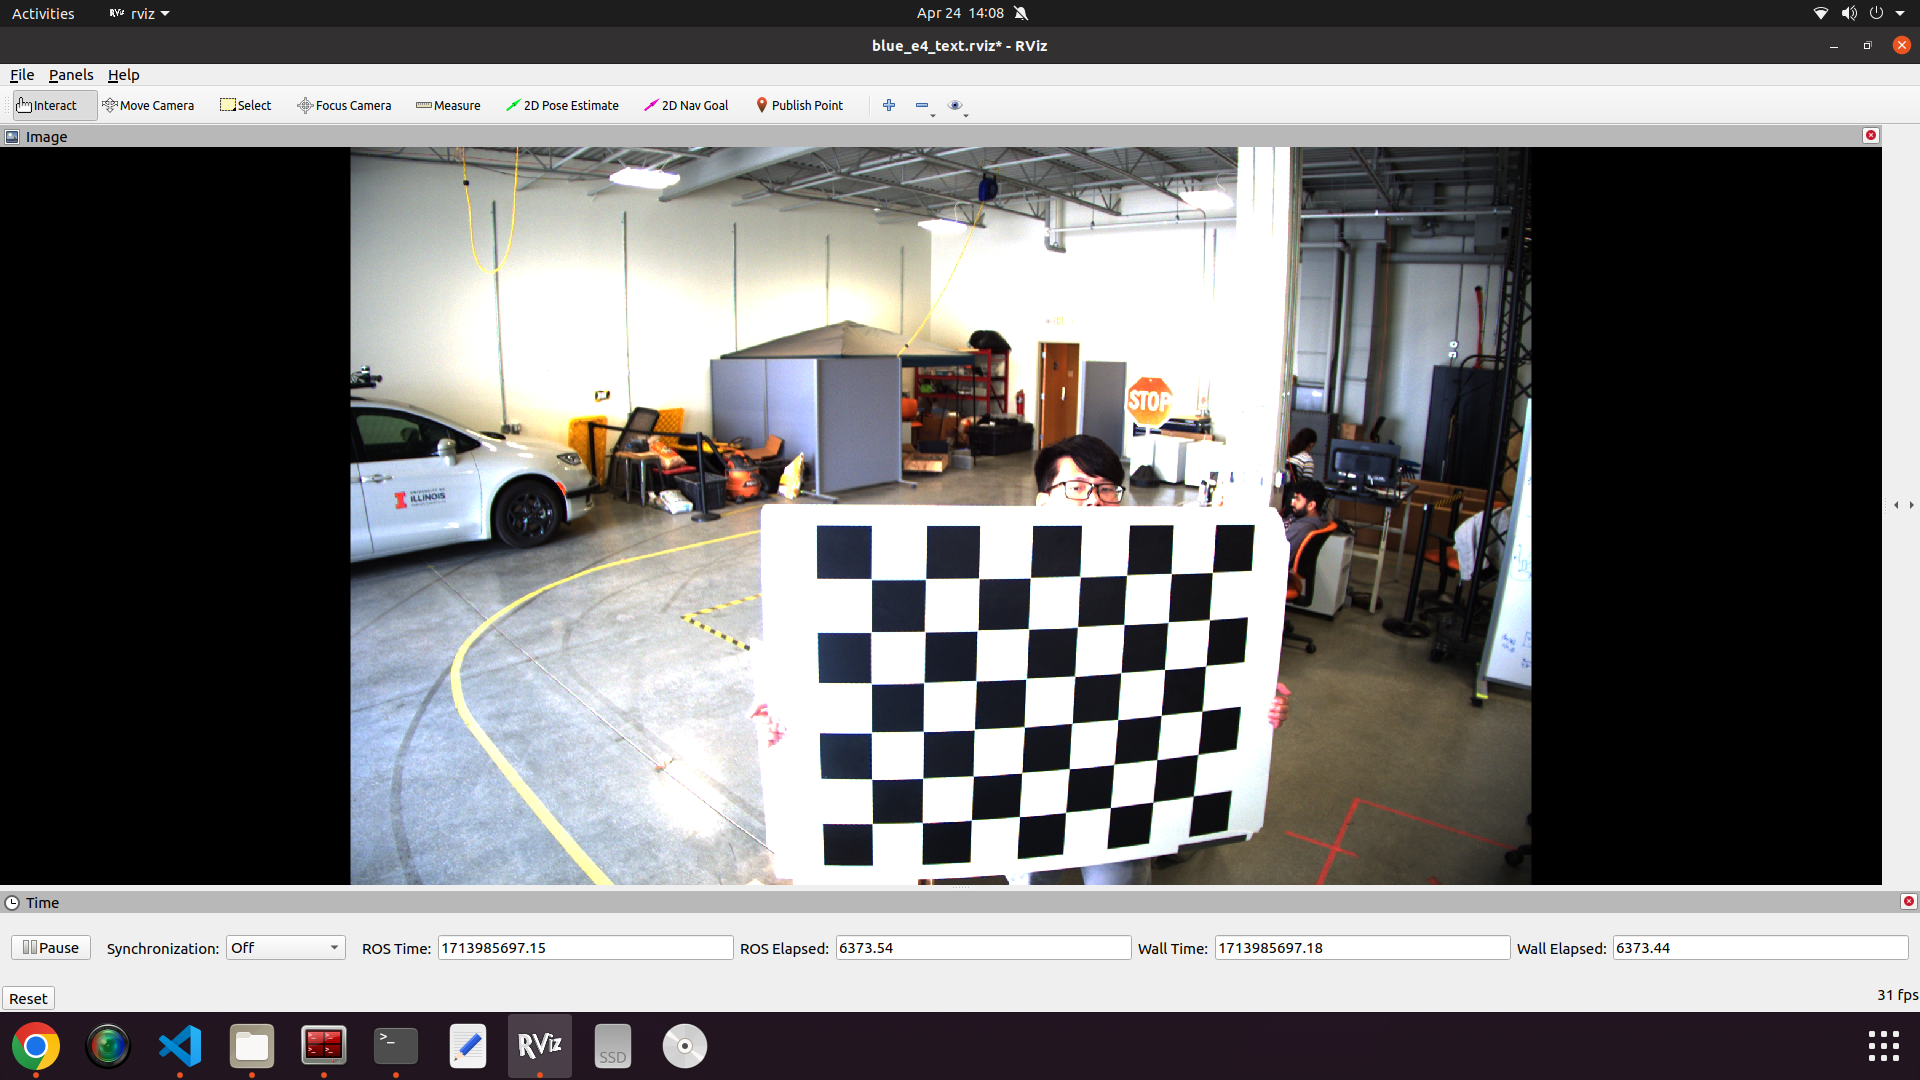 Activities
RViz
rviz
Apr 24 14:08
blue_e4_text.rviz* - RViz
File
Panels
Help
Interact
Move Camera
Select
Focus Camera
Measure
2D Pose Estimate
2D Nav Goal
Publish Point
Image
STOP
I
ILLINOIS
Time
Pause
Synchronization:
Off
ROS Time:
1713985697.15
ROS Elapsed:
6373.54
Wall Time:
1713985697.18
Wall Elapsed:
6373.44
Reset
31 fps
>_
RViz
SSD